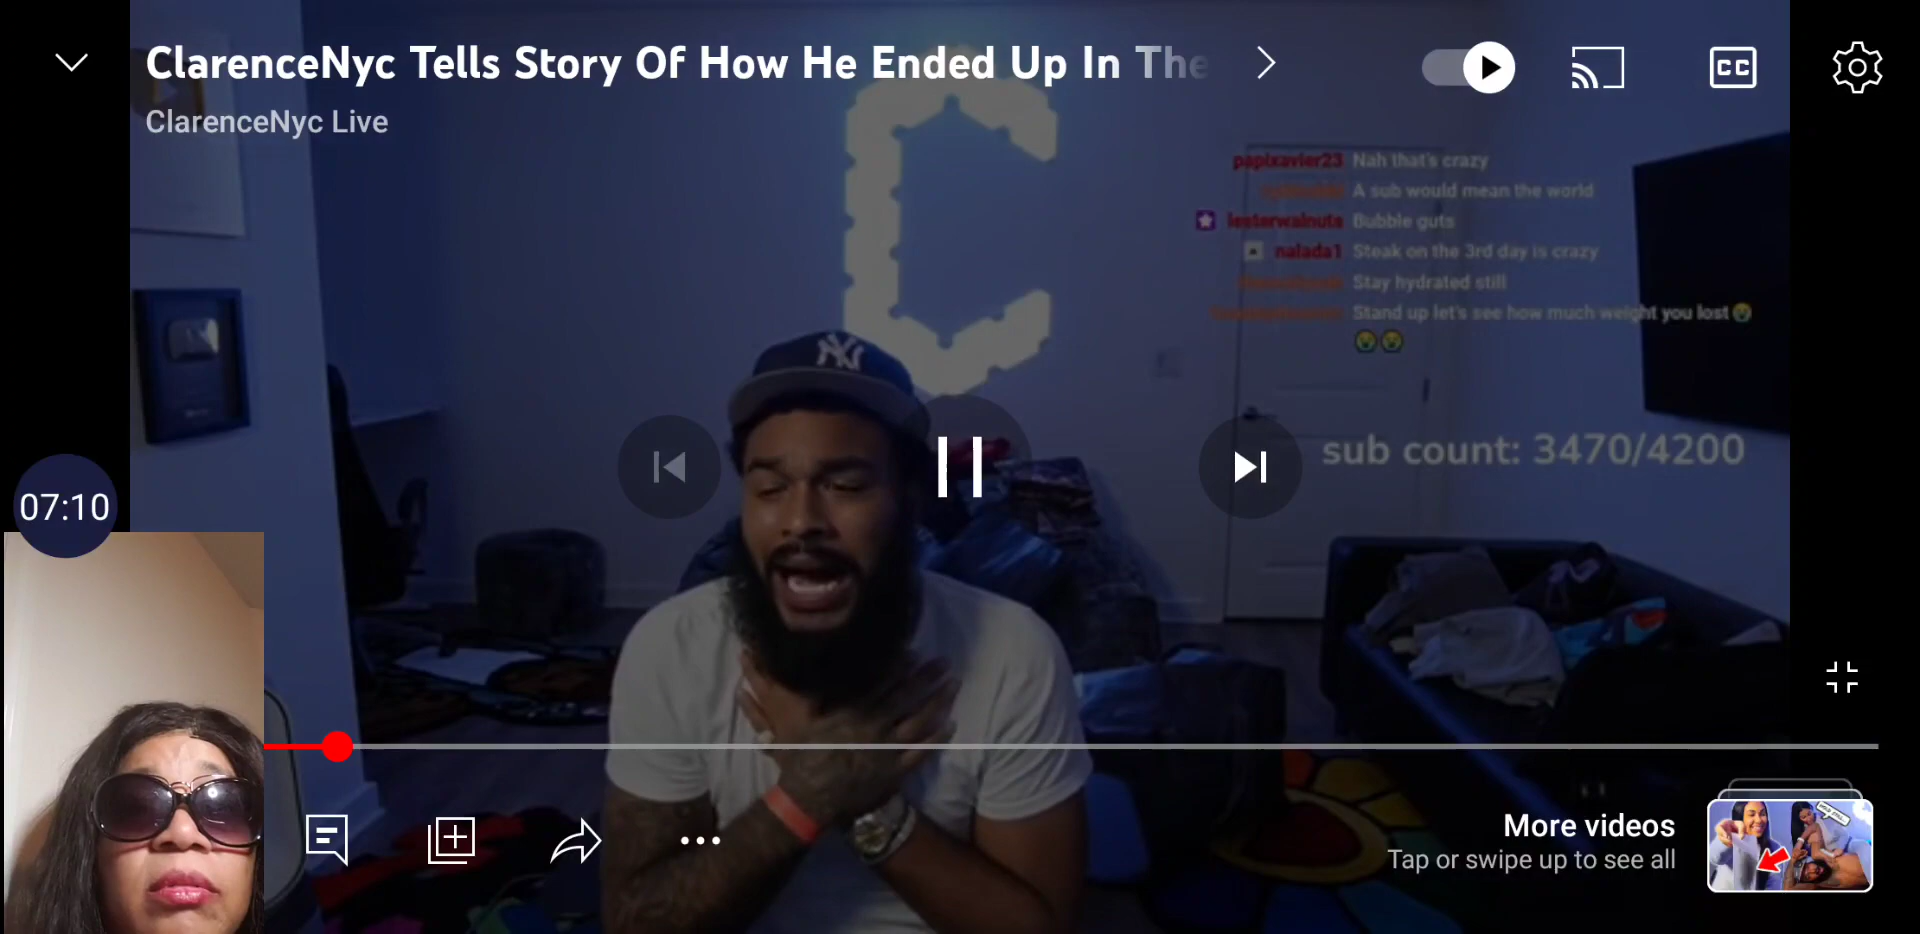 ClarenceNyc Tells Story Of How He Ended Up In The
ClarenceNyc Live
CC
papixavier23 Nah that's crazy
A sub would mean the world
lesterwalnuts Bubble guts
nalada1 Steak on the 3rd day is crazy
Stay hydrated still
Stand up let's see how much weight you lost😭
😭😭
NY
sub count: 3470/4200
07:10
More videos
Tap or swipe up to see all